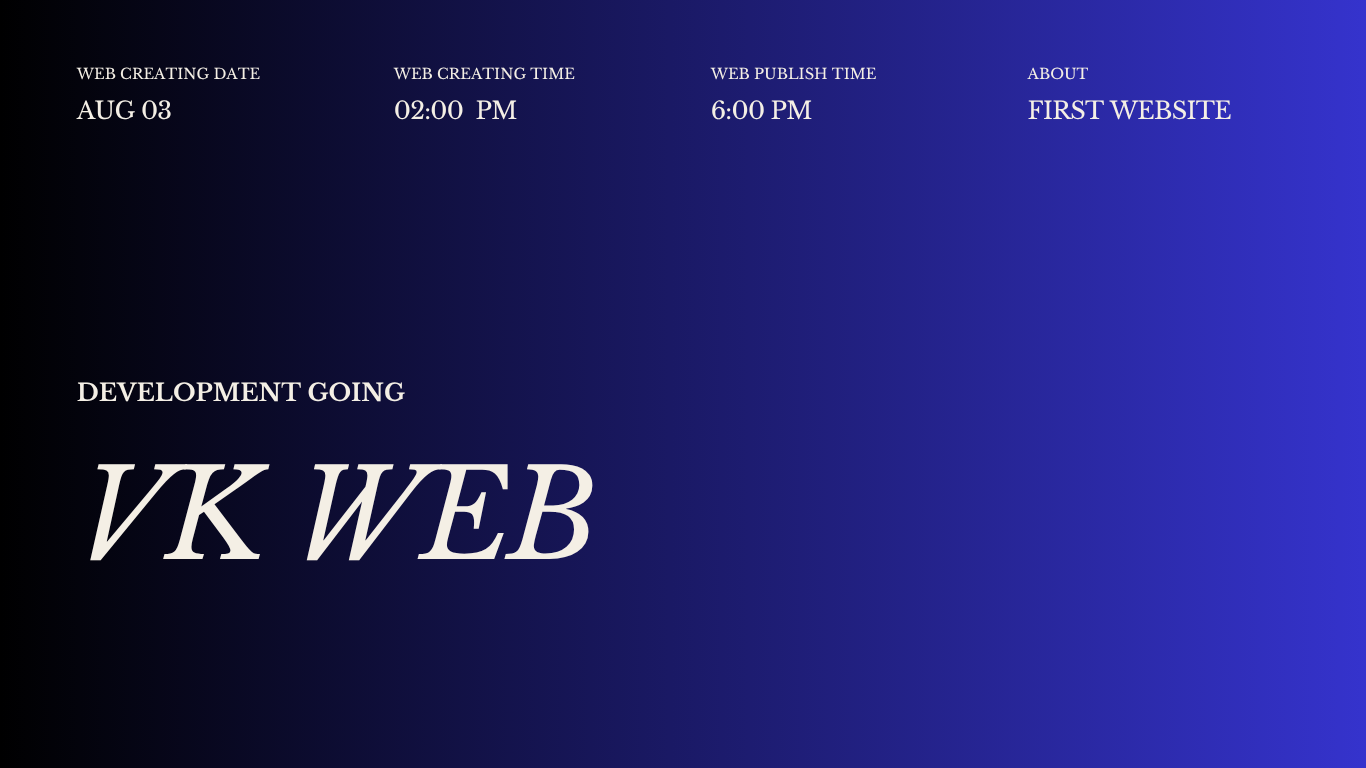 WEB CREATING DATE
AUG 03
WEB CREATING TIME
02:00  PM
WEB PUBLISH TIME
6:00 PM
ABOUT
FIRST WEBSITE
DEVELOPMENT GOING
VK WEB